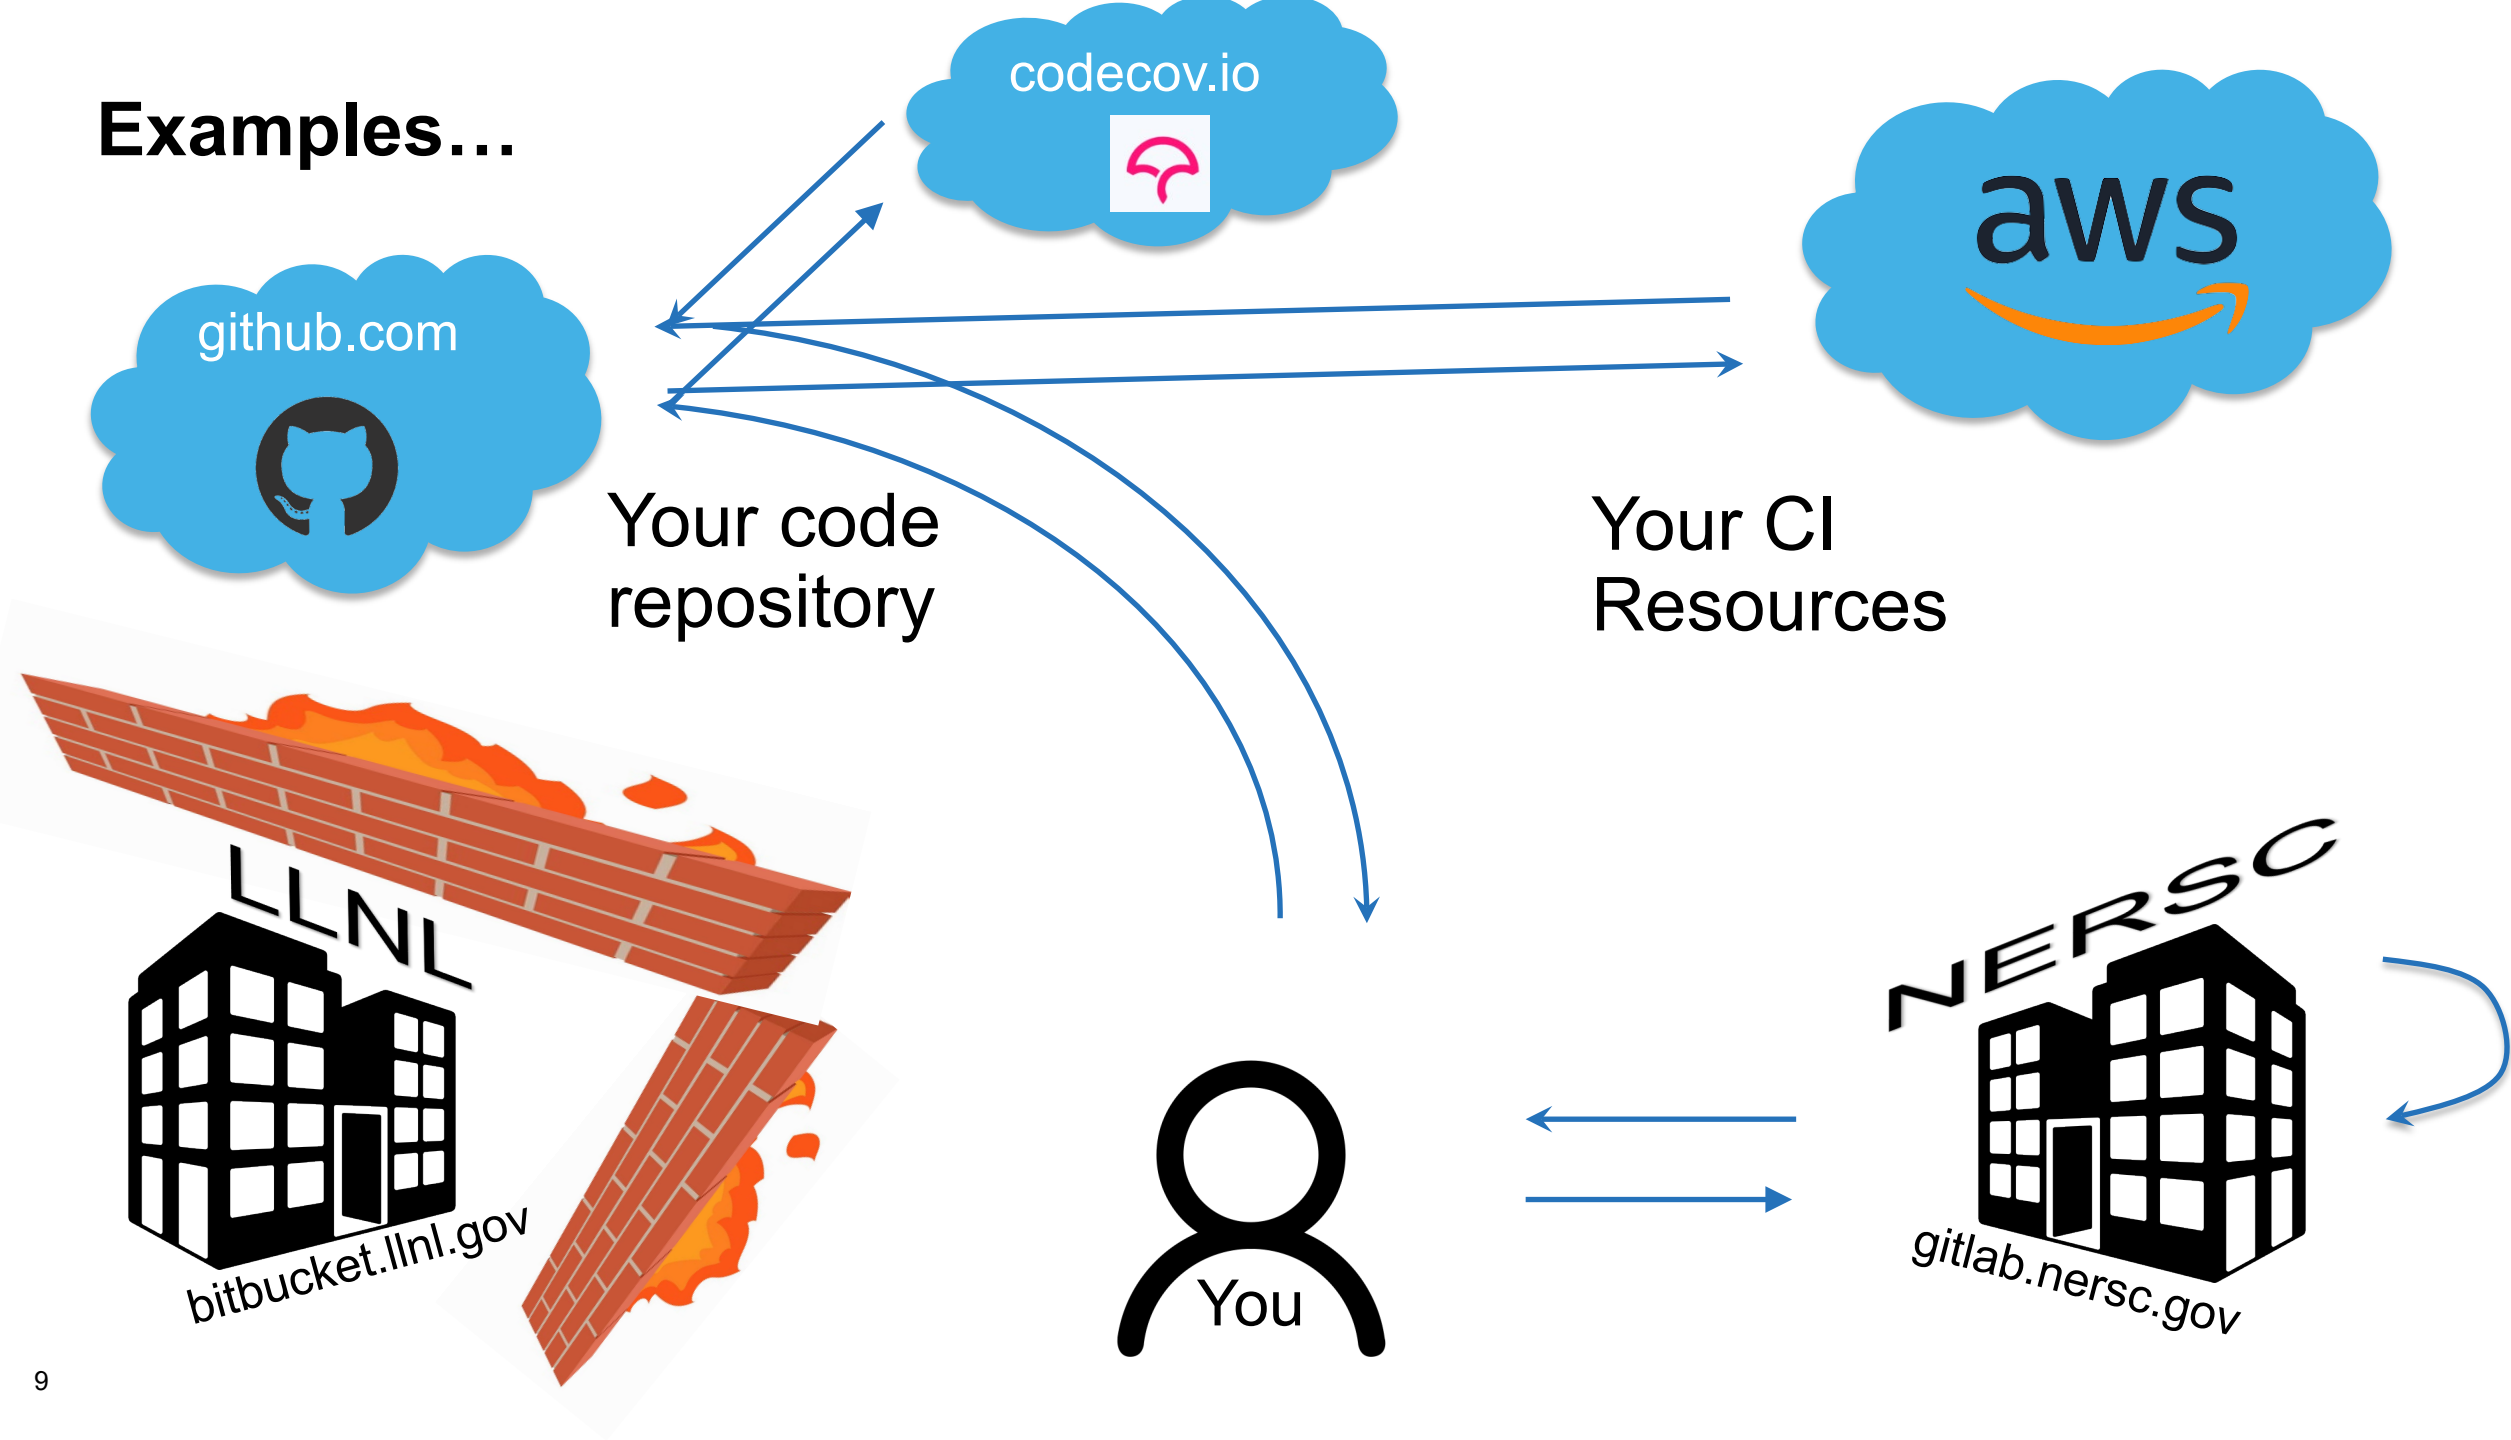 codecov.io
Examples...
aws
github.com
Your code
repository
Your CI
Resources
LLNL
NERSC
bitbucket.llnl.gov
You
gitlab.nersc.gov
9